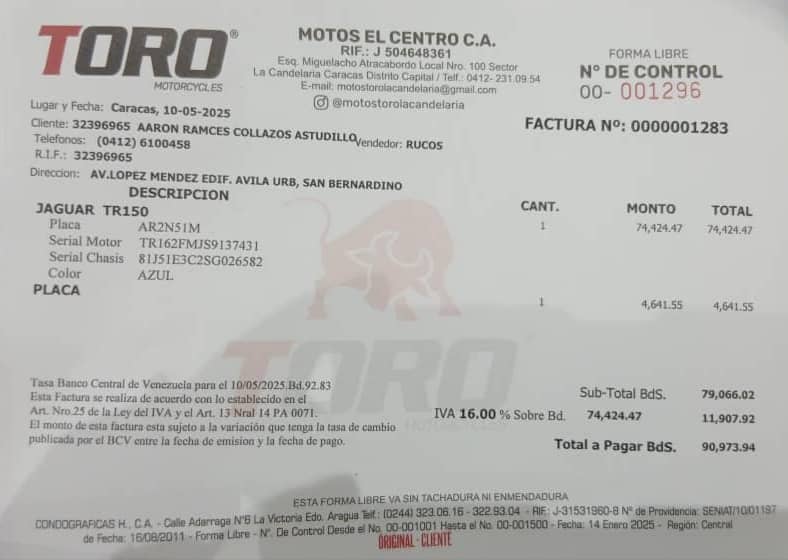 TORO®
MOTORCYCLES
MOTOS EL CENTRO C.A.
RIF.: J 504648361
Esq. Miguelacho Atracabordo Local Nro. 100 Sector
La Candelaria Caracas Distrito Capital / Telf.: 0412- 231.09.54
E-mail: motostorolacandelaria@gmail.com
@motostorolacandelaria
FORMA LIBRE
N° DE CONTROL
00- 001296
FACTURA Nº: 0000001283
Lugar y Fecha: Caracas, 10-05-2025
Cliente: 32396965 AARON RAMCES COLLAZOS ASTUDILLO Vendedor: RUCOS
Telefonos: (0412) 6100458
R.I.F.: 32396965
Direccion: AV.LOPEZ MENDEZ EDIF. AVILA URB, SAN BERNARDINO
DESCRIPCION CANT. MONTO TOTAL
JAGUAR TR150 1 74,424.47 74,424.47
Placa AR2N51M
Serial Motor TR162FMJS9137431
Serial Chasis 81J51E3C2SG026582
Color AZUL
PLACA 1 4,641.55 4,641.55
TORO
MOTORCYCLES
Tasa Banco Central de Venezuela para el 10/05/2025.Bd.92.83
Esta Factura se realiza de acuerdo con lo establecido en el
Art. Nro.25 de la Ley del IVA y el Art. 13 Nral 14 PA 0071.
El monto de esta factura esta sujeto a la variación que tenga la tasa de cambio
publicada por el BCV entre la fecha de emision y la fecha de pago.
Sub-Total BdS. 79,066.02
IVA 16.00 % Sobre Bd. 74,424.47 11,907.92
Total a Pagar BdS. 90,973.94
ESTA FORMA LIBRE VA SIN TACHADURA NI ENMENDADURA
CONDOGRAFICAS H., C.A. - Calle Adarraga N°6 La Victoria Edo. Aragua Telf.: (0244) 323.06.16 - 322.93.04 - RIF.: J-31531960-8 N° de Providencia: SENIAT/10/01187
de Fecha: 16/08/2011 - Forma Libre - N°. De Control Desde el No. 00-001001 Hasta el No. 00-001500 - Fecha: 14 Enero 2025 - Región: Central
ORIGINAL - CLIENTE